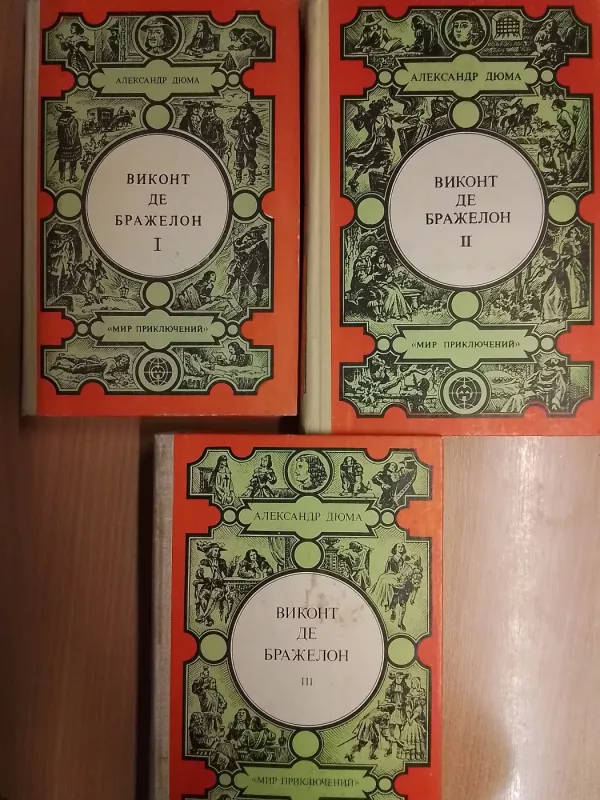 АЛЕКСАНДР ДЮМА
ВИКОНТ
ДЕ
БРАЖЕЛОН
I
«МИР ПРИКЛЮЧЕНИЙ»
АЛЕКСАНДР ДЮМА
ВИКОНТ
ДЕ
БРАЖЕЛОН
II
«МИР ПРИКЛЮЧЕНИЙ»
АЛЕКСАНДР ДЮМА
ВИКОНТ
ДЕ
БРАЖЕЛОН
III
«МИР ПРИКЛЮЧЕНИЙ»